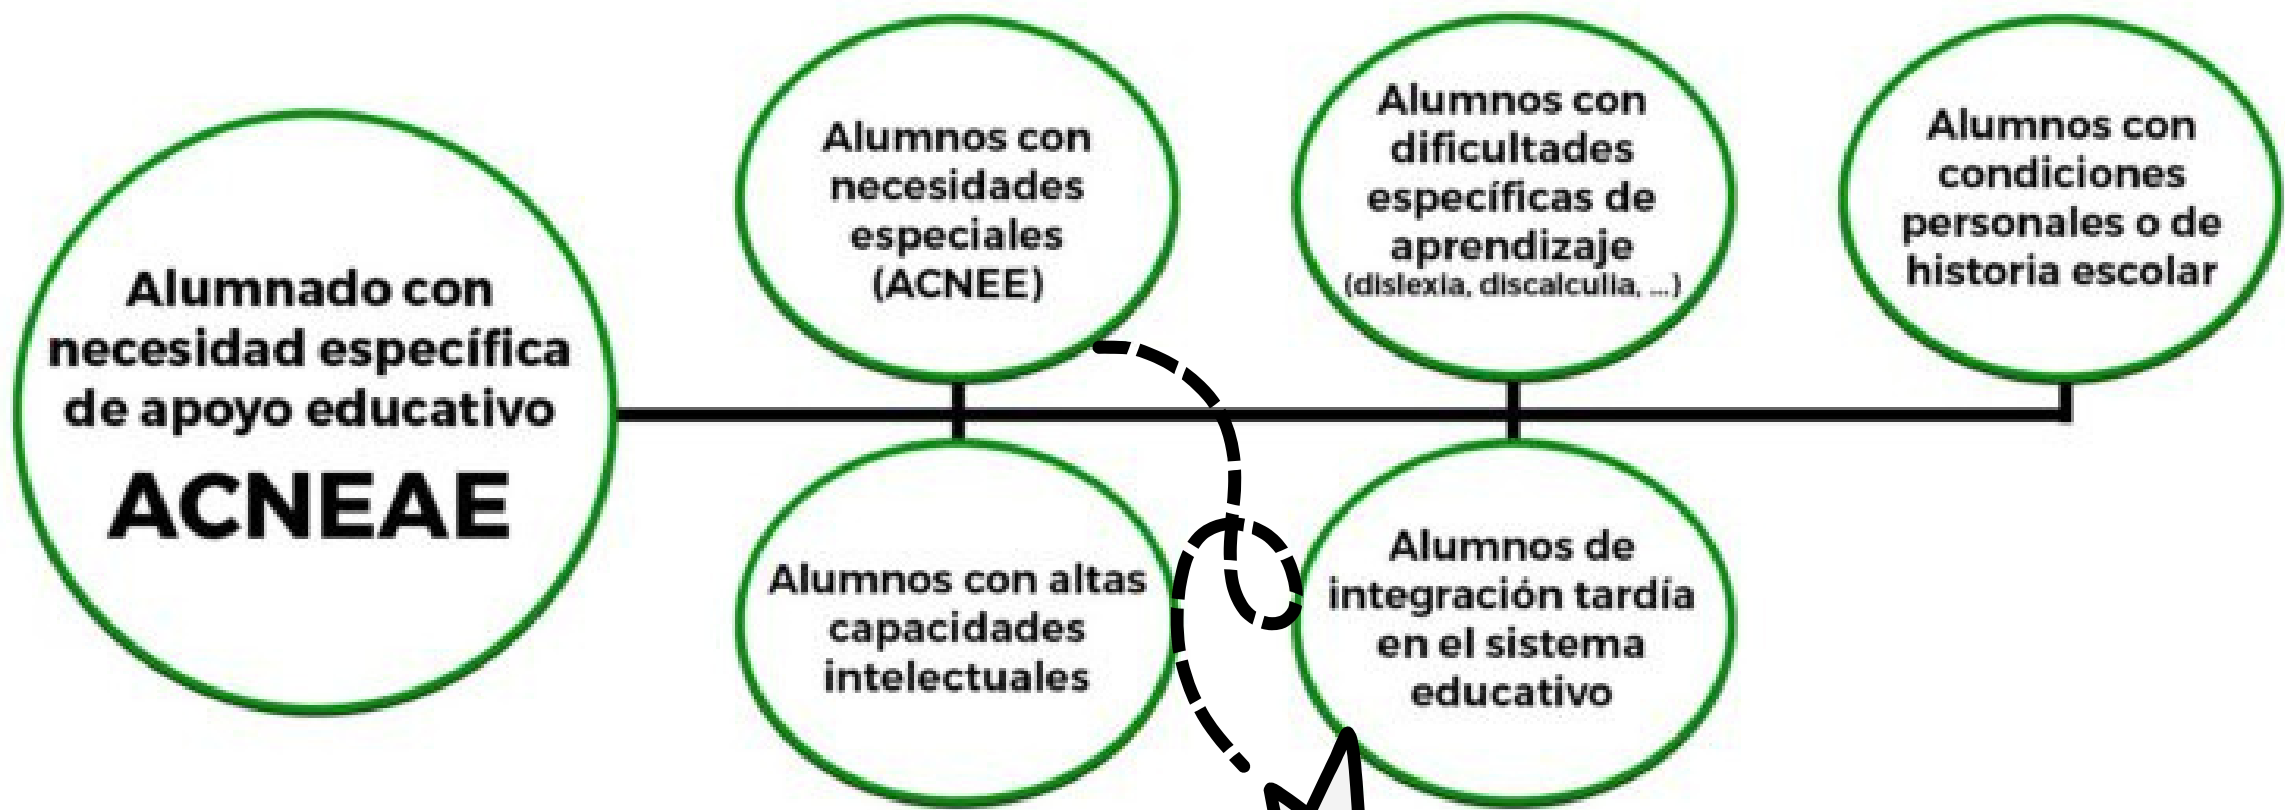 Alumnado con
necesidad específica
de apoyo educativo
ACNEAE
Alumnos con
necesidades
especiales
(ACNEE)
Alumnos con
dificultades
específicas de
aprendizaje
(dislexia, discalculia, ...)
Alumnos con
condiciones
personales o de
historia escolar
Alumnos con altas
capacidades
intelectuales
Alumnos de
integración tardía
en el sistema
educativo